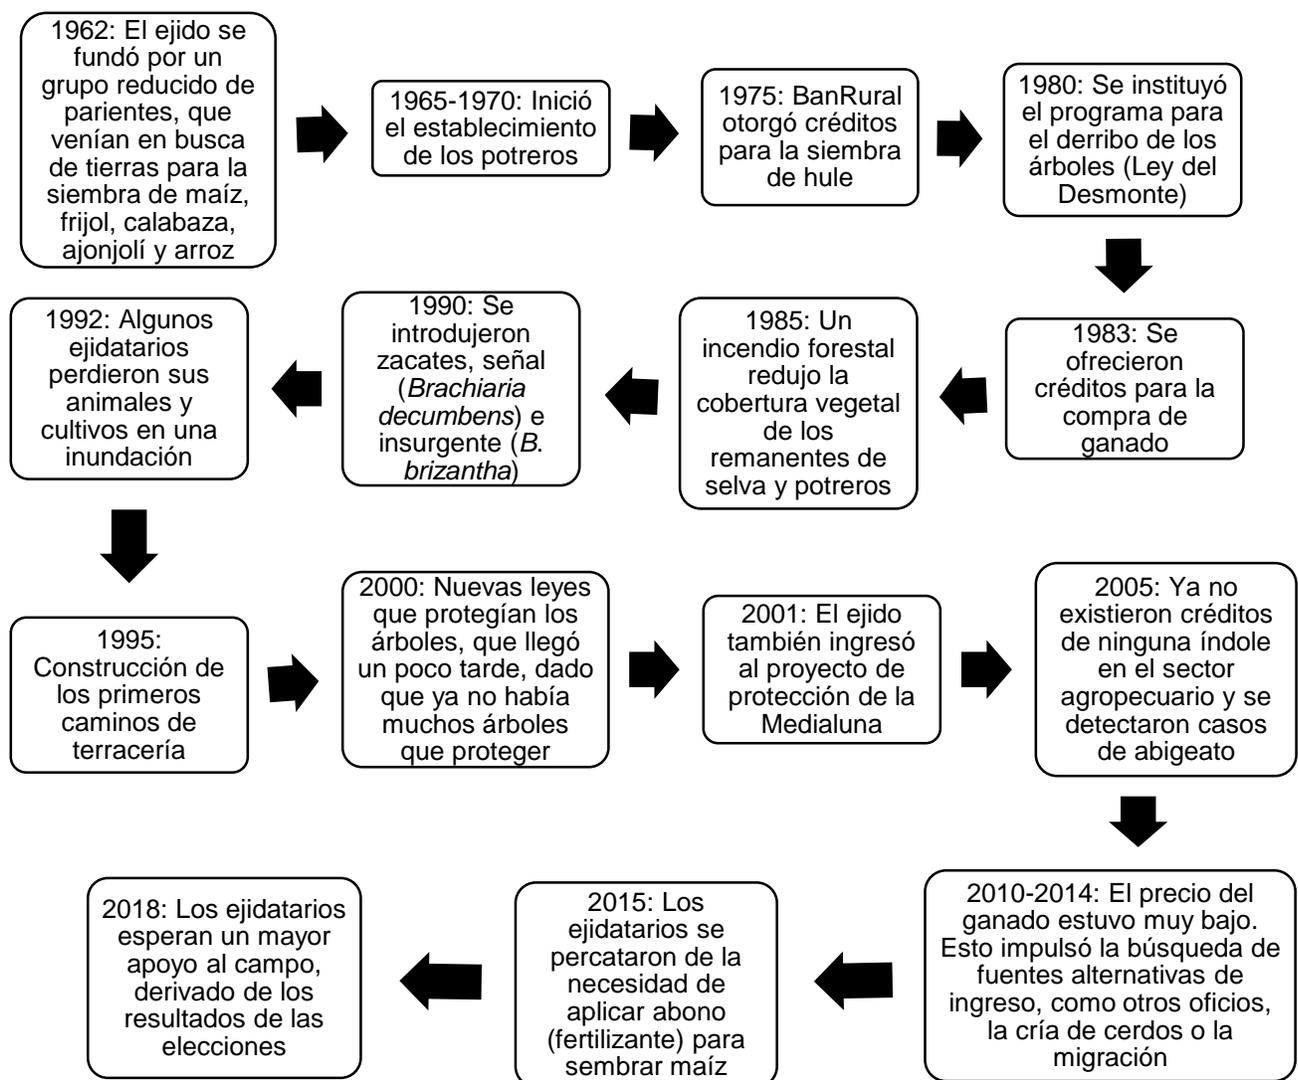 1962: El ejido se
fundó por un
grupo reducido de
parientes, que
venían en busca
de tierras para la
siembra de maíz,
frijol, calabaza,
ajonjolí y arroz
1965-1970: Inició
el establecimiento
de los potreros
1975: BanRural
otorgó créditos
para la siembra
de hule
1980: Se instituyó
el programa para
el derribo de los
árboles (Ley del
Desmonte)
1983: Se
ofrecieron
créditos para la
compra de
ganado
1985: Un
incendio forestal
redujo la
cobertura vegetal
de los
remanentes de
selva y potreros
1990: Se
introdujeron
zacates, señal
(Brachiaria
decumbens) e
insurgente (B.
brizantha)
1992: Algunos
ejidatarios
perdieron sus
animales y
cultivos en una
inundación
1995:
Construcción de
los primeros
caminos de
terracería
2000: Nuevas leyes
que protegían los
árboles, que llegó
un poco tarde, dado
que ya no había
muchos árboles
que proteger
2001: El ejido
también ingresó
al proyecto de
protección de la
Medialuna
2005: Ya no
existieron créditos
de ninguna índole
en el sector
agropecuario y se
detectaron casos
de abigeato
2010-2014: El precio del
ganado estuvo muy bajo.
Esto impulsó la búsqueda de
fuentes alternativas de
ingreso, como otros oficios,
la cría de cerdos o la
migración
2015: Los
ejidatarios se
percataron de la
necesidad de
aplicar abono
(fertilizante) para
sembrar maíz
2018: Los ejidatarios
esperan un mayor
apoyo al campo,
derivado de los
resultados de las
elecciones